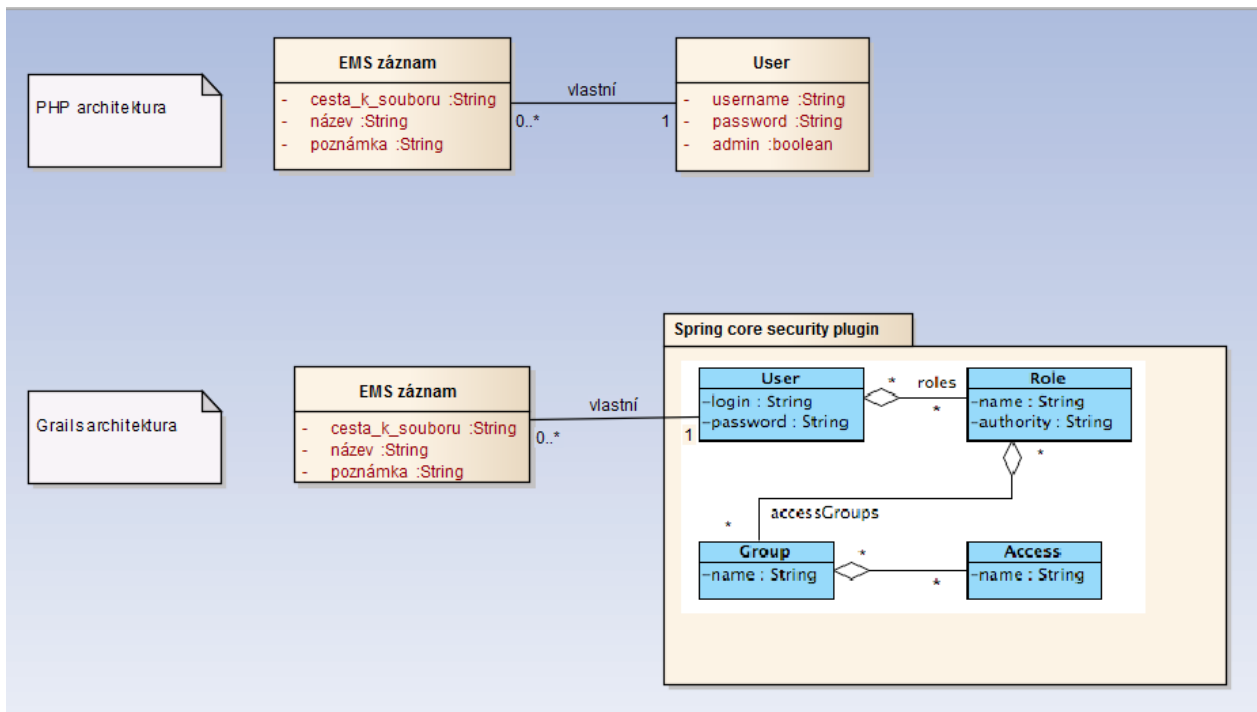 PHP architektura
EMS záznam
- cesta_k_souboru :String
- název :String
- poznámka :String
vlastní
0..*
1
User
- username :String
- password :String
- admin :boolean
Grails architektura
EMS záznam
- cesta_k_souboru :String
- název :String
- poznámka :String
vlastní
0..*
1
Spring core security plugin
User
-login : String
-password : String
* roles
*
Role
-name : String
-authority : String
*
accessGroups
*
Group
-name : String
*
*
Access
-name : String